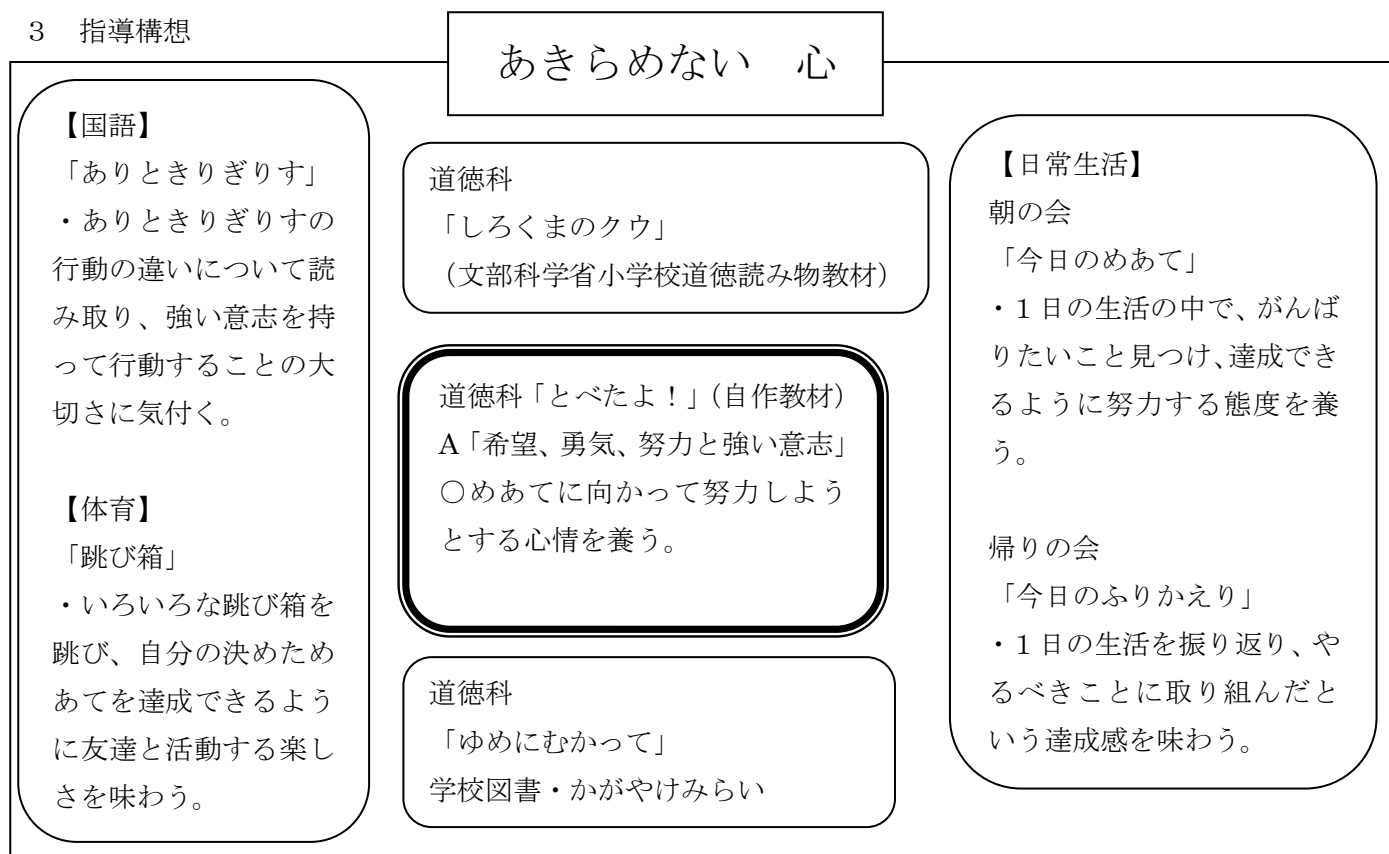 3 指導構想
あきらめない 心
【国語】
「ありときりぎりす」
・ありときりぎりすの
行動の違いについて読
み取り、強い意志を持
って行動することの大
切さに気付く。
【体育】
「跳び箱」
・いろいろな跳び箱を
跳び、自分の決めため
あてを達成できるよう
に友達と活動する楽し
さを味わう。
道徳科
「しろくまのクウ」
（文部科学省小学校道徳読み物教材）
道徳科「とべたよ！」（自作教材）
A「希望、勇気、努力と強い意志」
○めあてに向かって努力しよう
とする心情を養う。
道徳科
「ゆめにむかって」
学校図書・かがやけみらい
【日常生活】
朝の会
「今日のめあて」
・1日の生活の中で、がんば
りたいこと見つけ、達成でき
るように努力する態度を養
う。
帰りの会
「今日のふりかえり」
・1日の生活を振り返り、や
るべきことに取り組んだと
いう達成感を味わう。